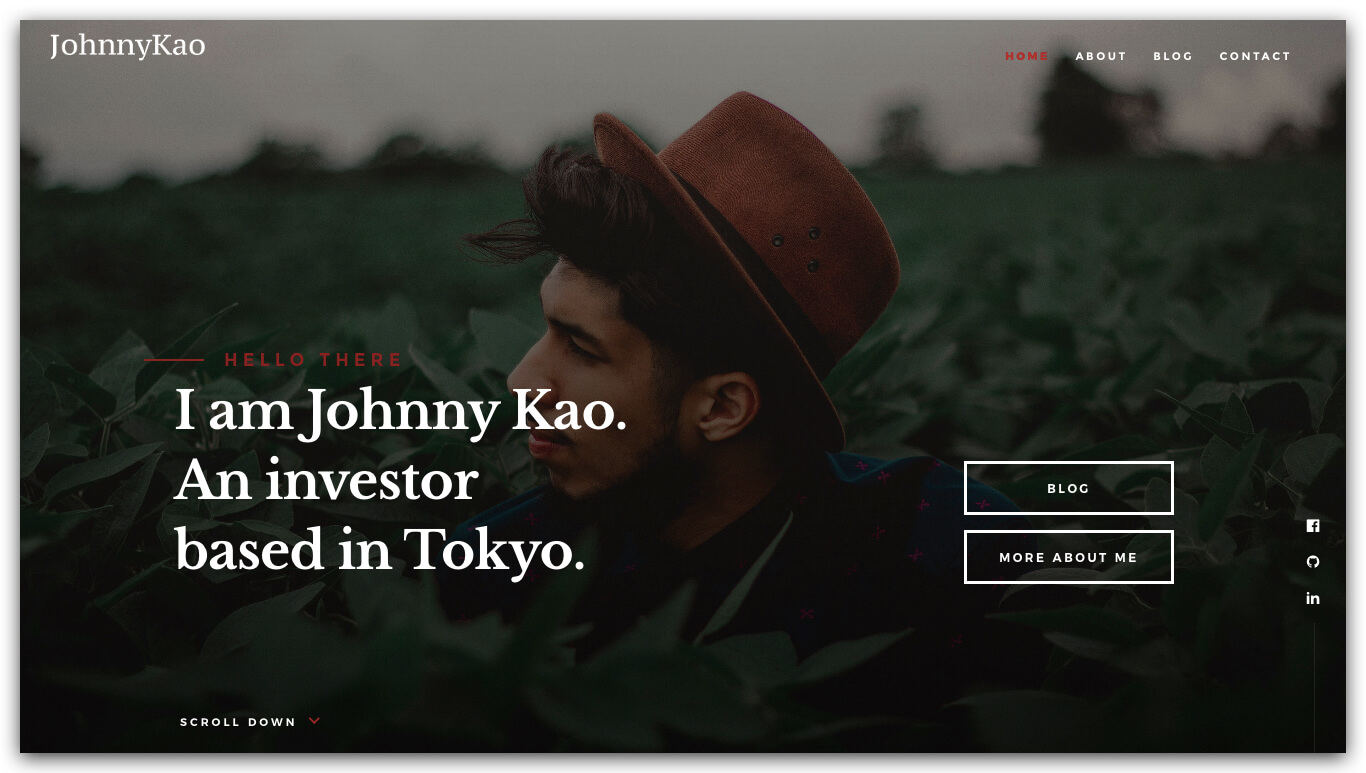 JohnnyKao
HOME ABOUT BLOG CONTACT
HELLO THERE
I am Johnny Kao.
An investor
based in Tokyo.
BLOG
MORE ABOUT ME
SCROLL DOWN